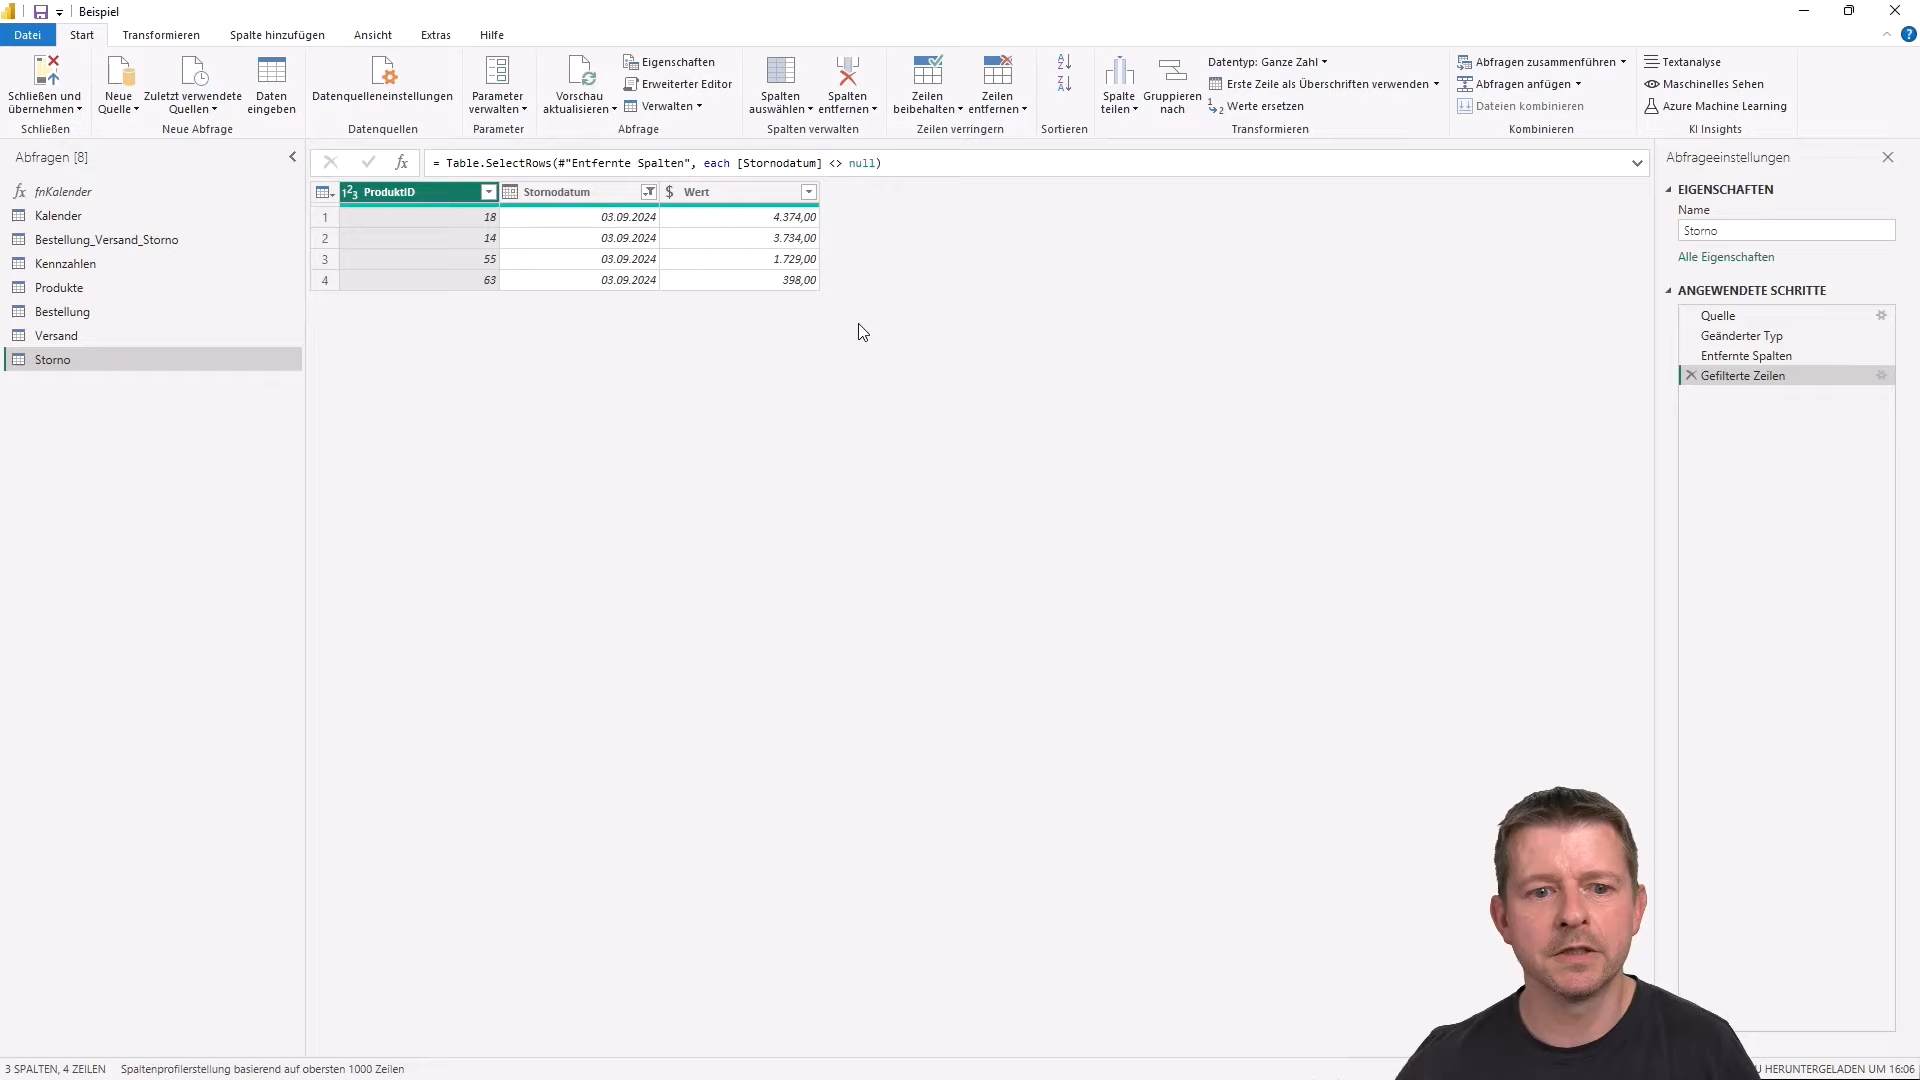 Beispiel
Datei Start Transformieren Spalte hinzufügen Ansicht Extras Hilfe
Schließen und übernehmen
Schließen
Neue Quelle
Zuletzt verwendete Quellen
Daten eingeben
Neue Abfrage
Datenquelleneinstellungen
Datenquellen
Parameter verwalten
Parameter
Vorschau aktualisieren
Eigenschaften
Erweiterter Editor
Verwalten
Abfrage
Spalten auswählen
Spalten entfernen
Spalten verwalten
Zeilen beibehalten
Zeilen entfernen
Zeilen verringern
Sortieren
Spalte teilen
Gruppieren nach
Datentyp: Ganze Zahl
Erste Zeile als Überschriften verwenden
Werte ersetzen
Transformieren
Abfragen zusammenführen
Abfragen anfügen
Dateien kombinieren
Kombinieren
Textanalyse
Maschinelles Sehen
Azure Machine Learning
KI Insights
Abfragen [8]
fx fnKalender
Kalender
Bestellung_Versand_Storno
Kennzahlen
Produkte
Bestellung
Versand
Storno
fx = Table.SelectRows(#"Entfernte Spalten", each [Stornodatum] <> null)
123 ProduktID Stornodatum $ Wert
1 18 03.09.2024 4.374,00
2 14 03.09.2024 3.734,00
3 55 03.09.2024 1.729,00
4 63 03.09.2024 398,00
Abfrageeinstellungen
EIGENSCHAFTEN
Name
Storno
Alle Eigenschaften
ANGEWENDETE SCHRITTE
Quelle
Geänderter Typ
Entfernte Spalten
Gefilterte Zeilen
3 SPALTEN, 4 ZEILEN Spaltenprofilerstellung basierend auf obersten 1000 Zeilen
HERUNTERGELADEN UM 16:06